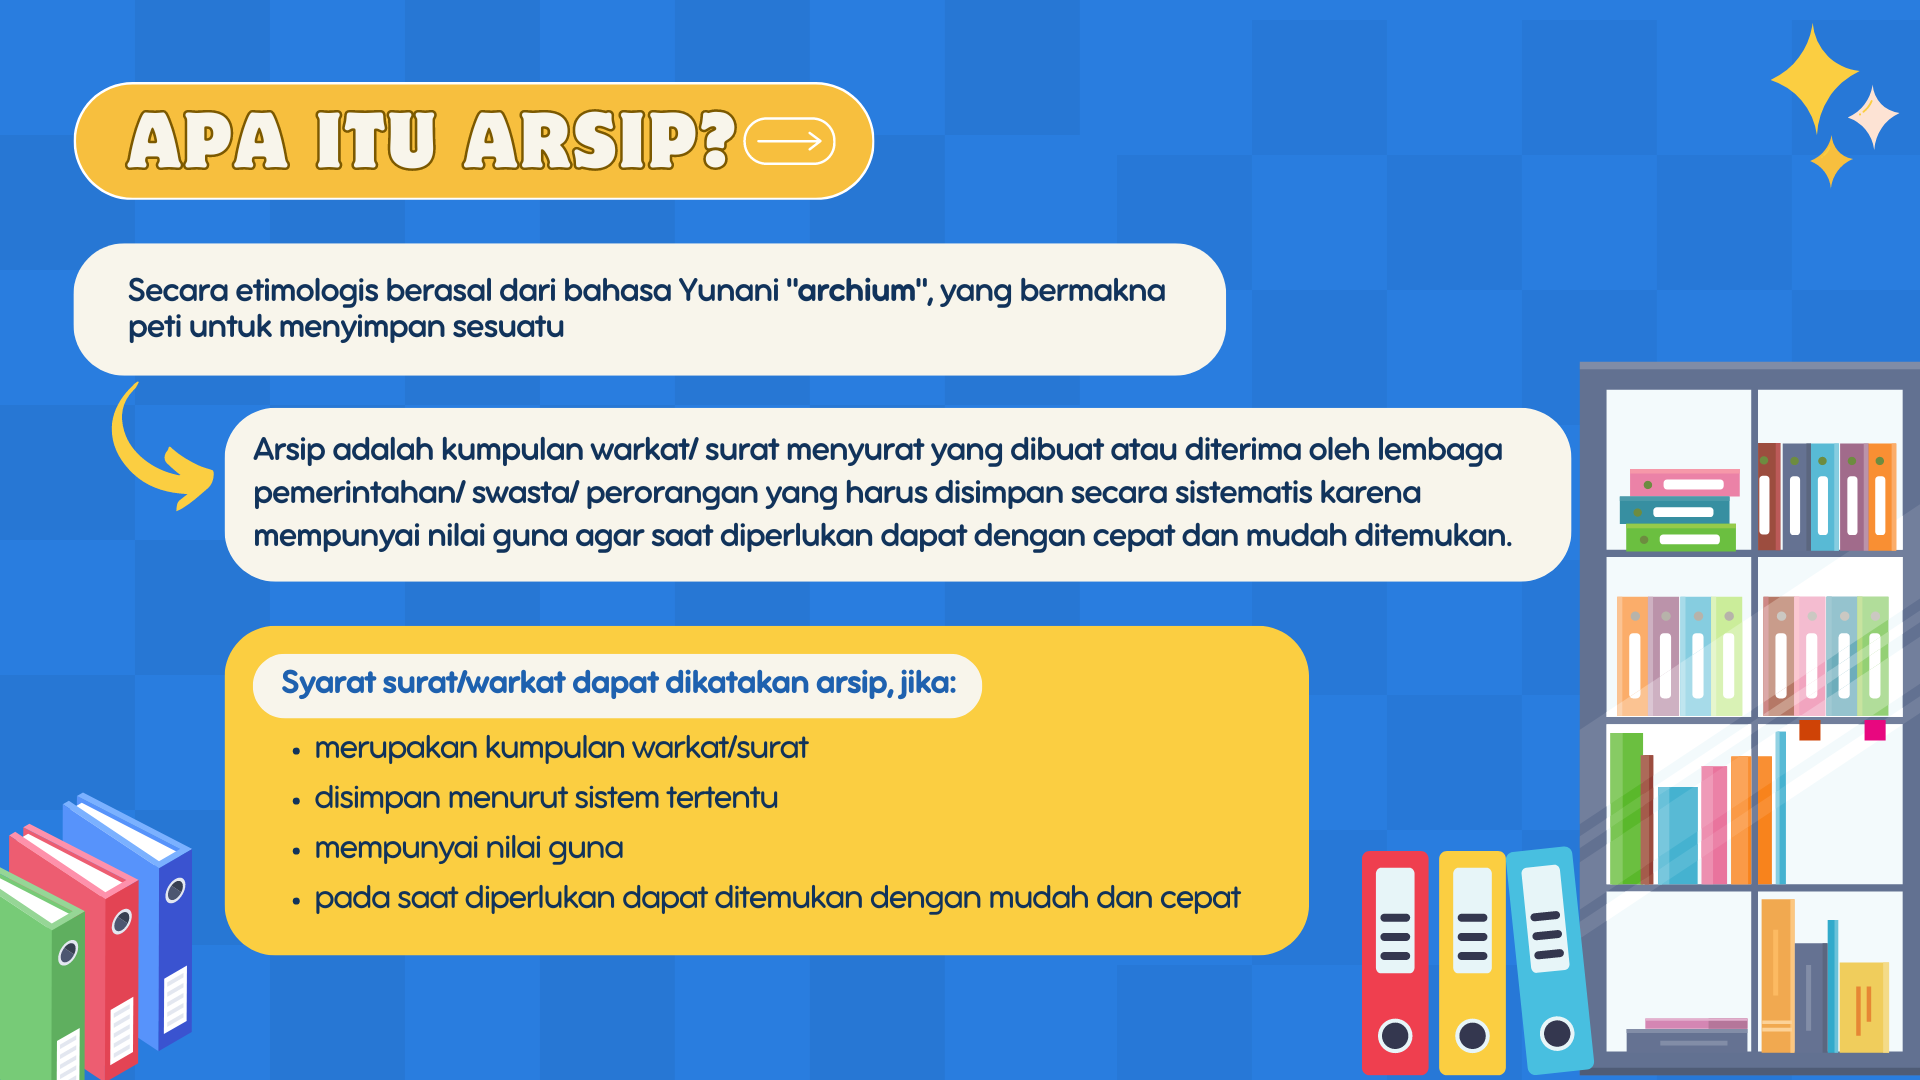 APA ITU ARSIP?
Secara etimologis berasal dari bahasa Yunani "archium", yang bermakna
peti untuk menyimpan sesuatu
Arsip adalah kumpulan warkat/ surat menyurat yang dibuat atau diterima oleh lembaga
pemerintahan/ swasta/ perorangan yang harus disimpan secara sistematis karena
mempunyai nilai guna agar saat diperlukan dapat dengan cepat dan mudah ditemukan.
Syarat surat/warkat dapat dikatakan arsip, jika:
• merupakan kumpulan warkat/surat
• disimpan menurut sistem tertentu
• mempunyai nilai guna
• pada saat diperlukan dapat ditemukan dengan mudah dan cepat